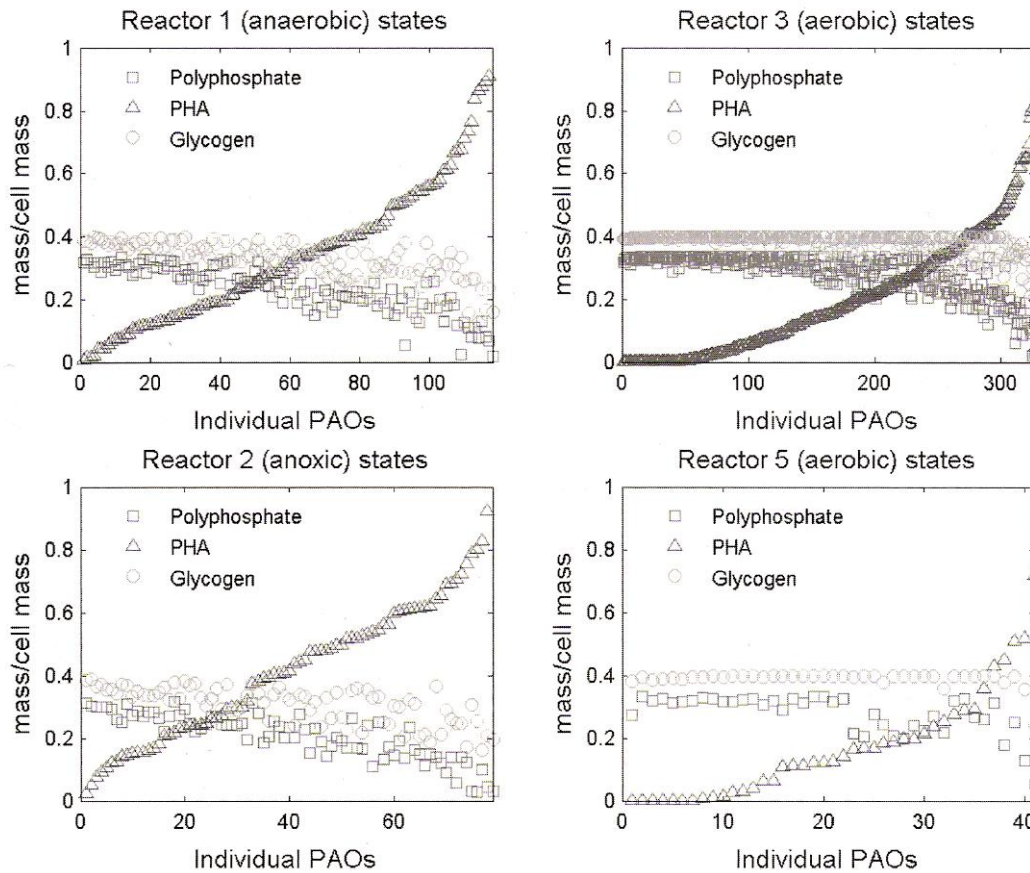 Reactor 1 (anaerobic) states
1
0.8
0.6
0.4
0.2
0
0
20
40
60
80
100
mass/cell mass
Individual PAOs
Polyphosphate
PHA
Glycogen
Reactor 3 (aerobic) states
1
0.8
0.6
0.4
0.2
0
0
100
200
300
mass/cell mass
Individual PAOs
Polyphosphate
PHA
Glycogen
Reactor 2 (anoxic) states
1
0.8
0.6
0.4
0.2
0
0
20
40
60
mass/cell mass
Individual PAOs
Polyphosphate
PHA
Glycogen
Reactor 5 (aerobic) states
1
0.8
0.6
0.4
0.2
0
0
10
20
30
40
mass/cell mass
Individual PAOs
Polyphosphate
PHA
Glycogen